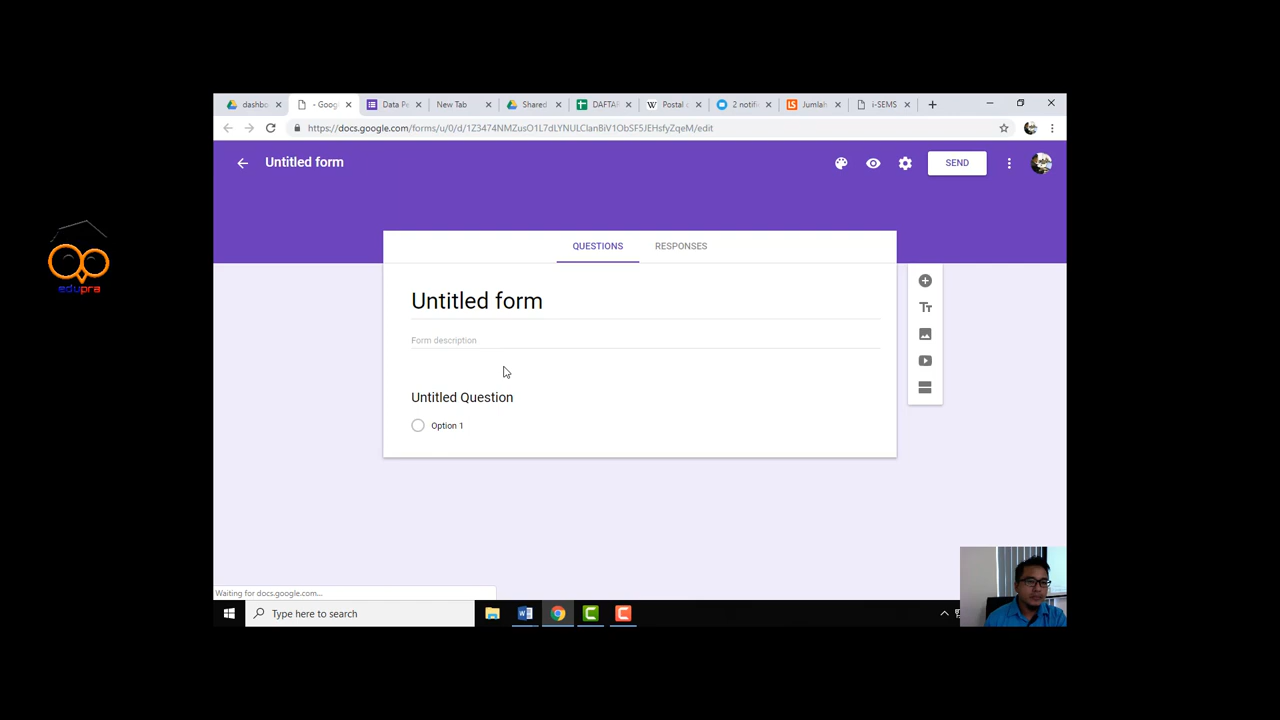 dashbo
- Goog
Data Pe
New Tab
Shared
DAFTAR
Postal c
2 notifi
Jumlah
i-SEMS
https://docs.google.com/forms/u/0/d/1Z3474NMZusO1L7dLYNULClanBiV1ObSF5JEHsfyZqeM/edit
Untitled form
SEND
QUESTIONS RESPONSES
Untitled form
Form description
Untitled Question
Option 1
edupra
Waiting for docs.google.com...
Type here to search